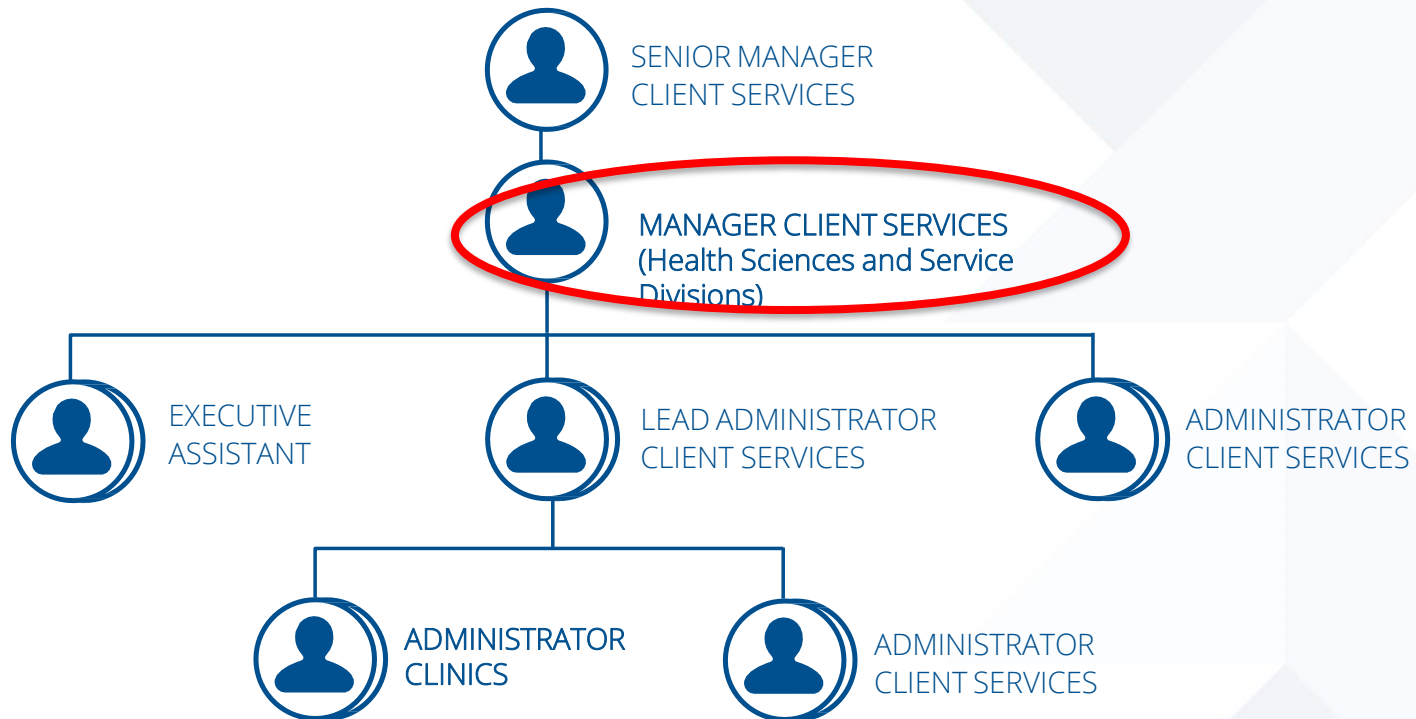 SENIOR MANAGER
CLIENT SERVICES
MANAGER CLIENT SERVICES
(Health Sciences and Service
Divisions)
EXECUTIVE
ASSISTANT
LEAD ADMINISTRATOR
CLIENT SERVICES
ADMINISTRATOR
CLIENT SERVICES
ADMINISTRATOR
CLINICS
ADMINISTRATOR
CLIENT SERVICES